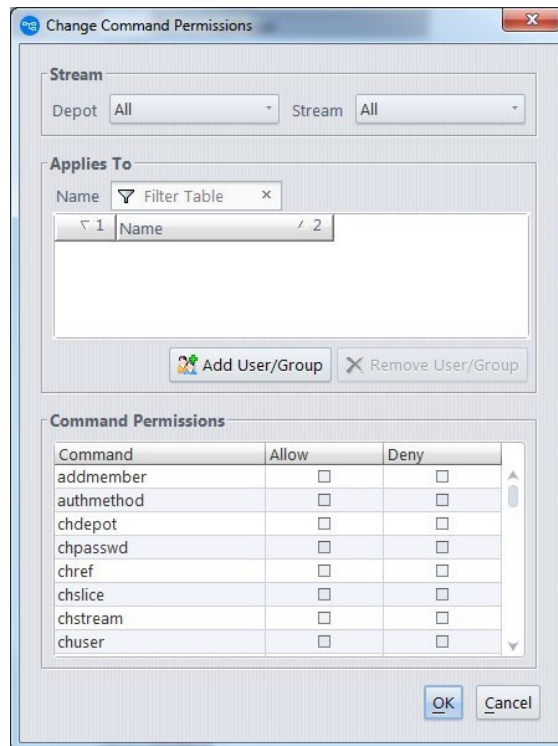 Change Command Permissions
Stream
Depot All Stream All
Applies To
Name Filter Table ×
1 Name 2
Add User/Group Remove User/Group
Command Permissions
Command Allow Deny
addmember
authmethod
chdepot
chpasswd
chref
chslice
chstream
chuser
OK Cancel